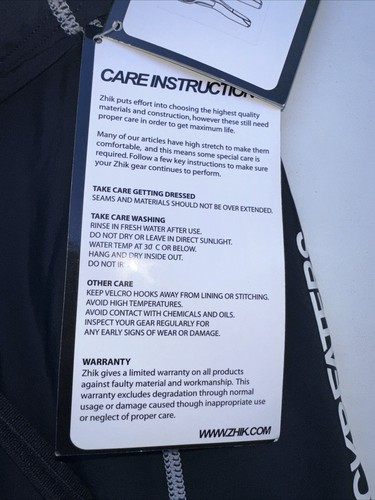 CARE INSTRUCTION
Zhik puts effort into choosing the highest quality
materials and construction, however these still need
proper care in order to get maximum life.
Many of our articles have high stretch to make them
comfortable, and this means some special care is
required. Follow a few key instructions to make sure
your Zhik gear continues to perform.
TAKE CARE GETTING DRESSED
SEAMS AND MATERIALS SHOULD NOT BE OVER EXTENDED.
TAKE CARE WASHING
RINSE IN FRESH WATER AFTER USE.
DO NOT DRY OR LEAVE IN DIRECT SUNLIGHT.
WATER TEMP AT 30 C OR BELOW.
HANG AND DRY INSIDE OUT.
DO NOT
OTHER CARE
KEEP VELCRO HOOKS AWAY FROM LINING OR STITCHING.
AVOID HIGH TEMPERATURES.
AVOID CONTACT WITH CHEMICALS AND OILS.
INSPECT YOUR GEAR REGULARLY FOR
ANY EARLY SIGNS OF WEAR OR DAMAGE.
WARRANTY
Zhik gives a limited warranty on all products
against faulty material and workmanship. This
warranty excludes degradation through normal
usage or damage caused though inappropriate use
or neglect of proper care.
WWW.ZHIK.COM